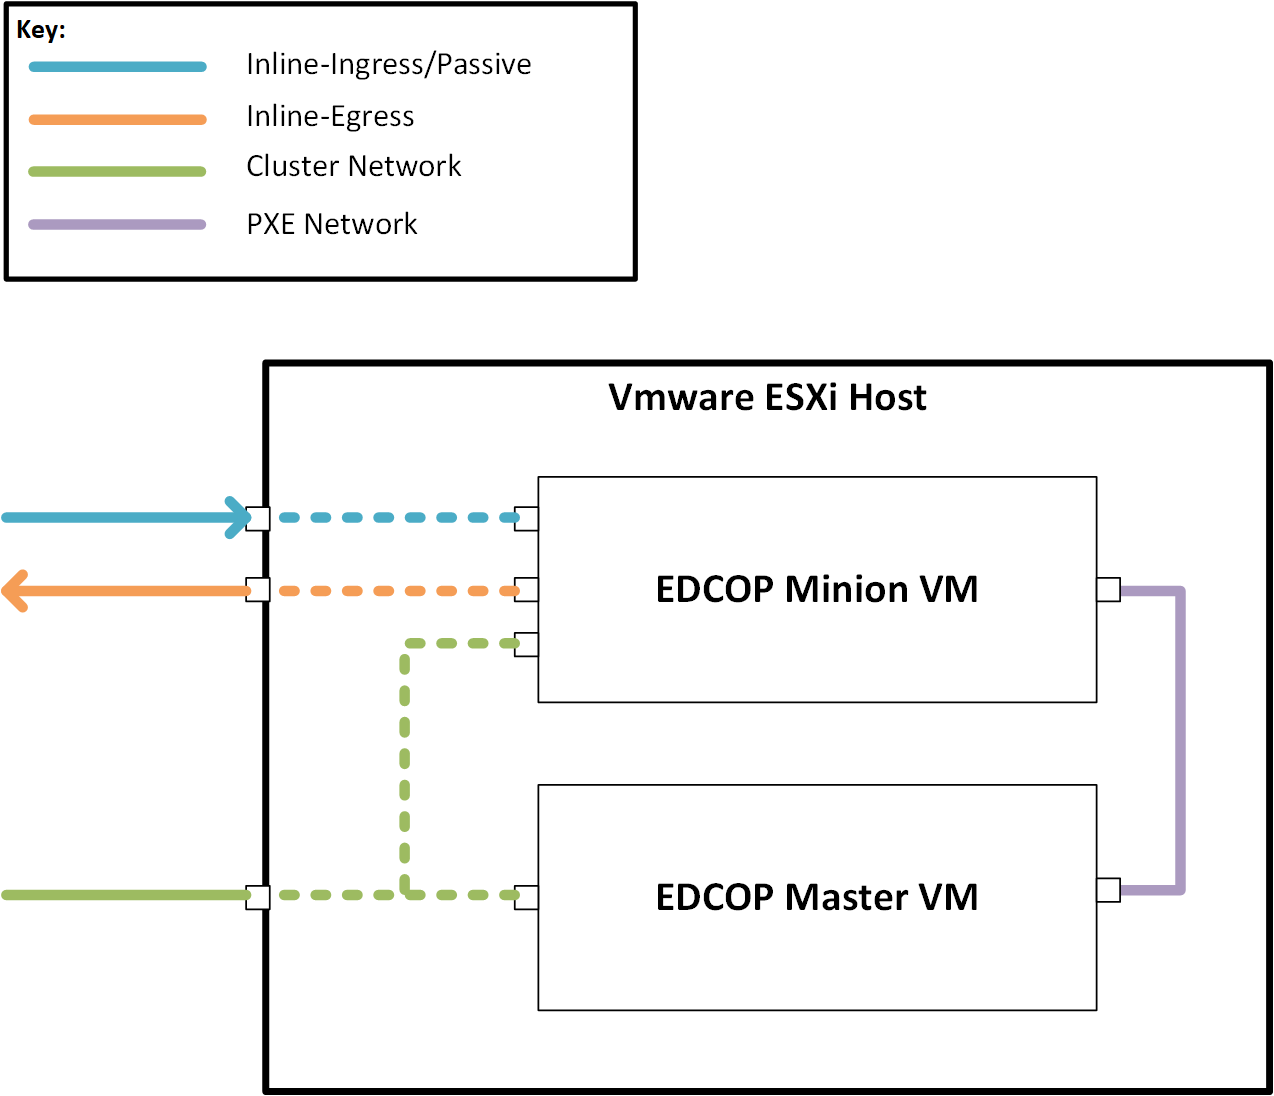 Key:
Inline-Ingress/Passive
Inline-Egress
Cluster Network
PXE Network
Vmware ESXi Host
EDCOP Minion VM
EDCOP Master VM